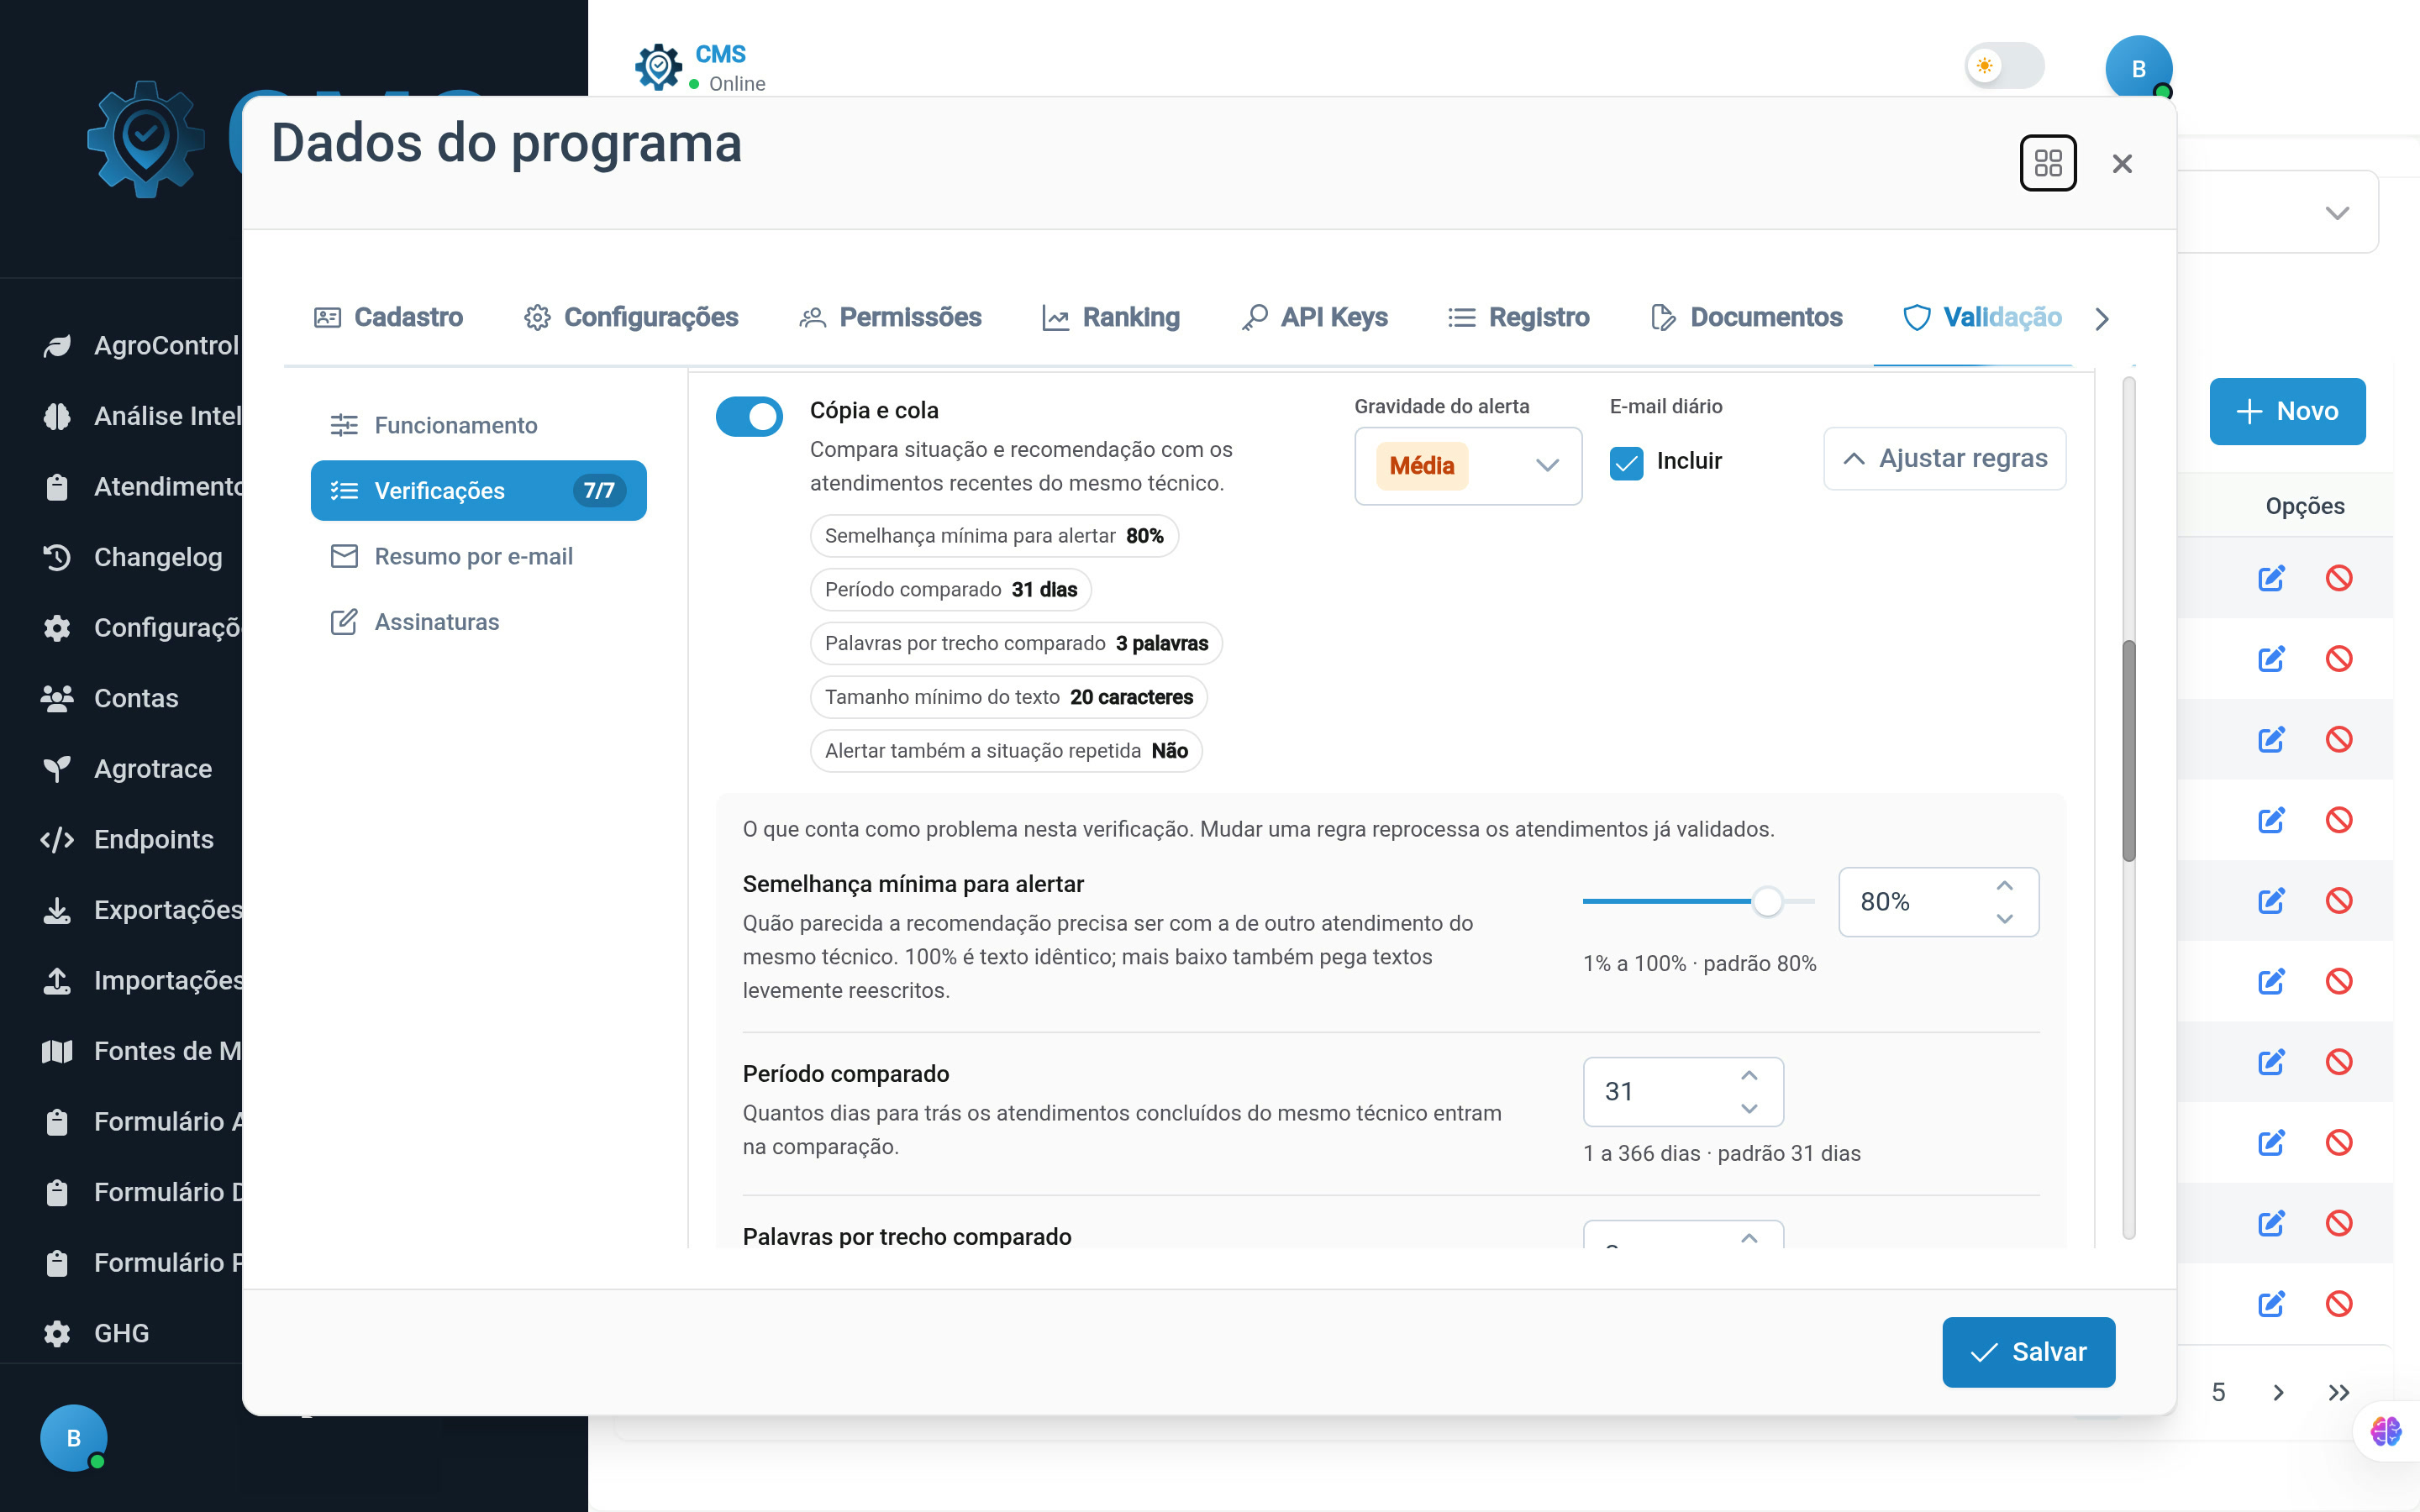 CMS
Online
B
Dados do programa
Cadastro
Configurações
Permissões
Ranking
API Keys
Registro
Documentos
Validação
AgroControl
Análise Intel
Atendimento
Changelog
Configuraçõ
Contas
Agrotrace
Endpoints
Exportações
Importações
Fontes de M
Formulário A
Formulário D
Formulário P
GHG
B
Funcionamento
Verificações 7/7
Resumo por e-mail
Assinaturas
Cópia e cola
Compara situação e recomendação com os
atendimentos recentes do mesmo técnico.
Semelhança mínima para alertar 80%
Período comparado 31 dias
Palavras por trecho comparado 3 palavras
Tamanho mínimo do texto 20 caracteres
Alertar também a situação repetida Não
Gravidade do alerta
Média
E-mail diário
Incluir
Ajustar regras
O que conta como problema nesta verificação. Mudar uma regra reprocessa os atendimentos já validados.
Semelhança mínima para alertar
Quão parecida a recomendação precisa ser com a de outro atendimento do
mesmo técnico. 100% é texto idêntico; mais baixo também pega textos
levemente reescritos.
80%
1% a 100% · padrão 80%
Período comparado
Quantos dias para trás os atendimentos concluídos do mesmo técnico entram
na comparação.
31
1 a 366 dias · padrão 31 dias
Palavras por trecho comparado
Salvar
Novo
Opções
5